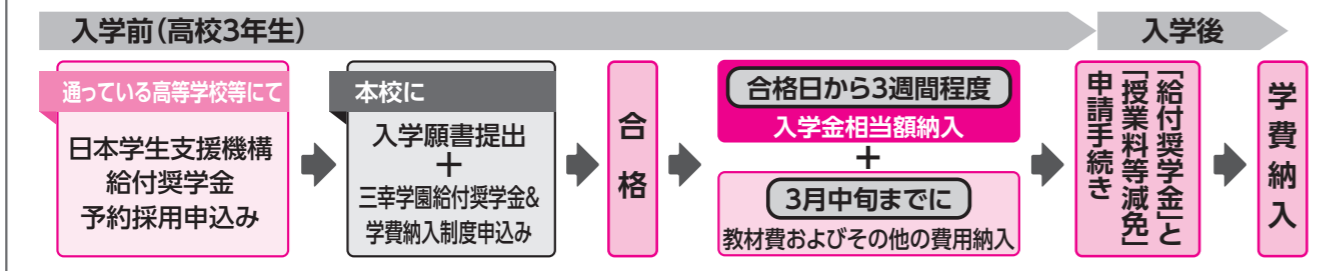 入学前（高校3年生）
入学後
通っている高等学校等にて
日本学生支援機構
給付奨学金
予約採用申込み
本校に
入学願書提出
＋
三幸学園給付奨学金&
学費納入制度申込み
合格
合格日から3週間程度
入学金相当額納入
＋
3月中旬までに
教材費およびその他の費用納入
「給付奨学金」と
「授業料等減免」
申請手続き
学費納入